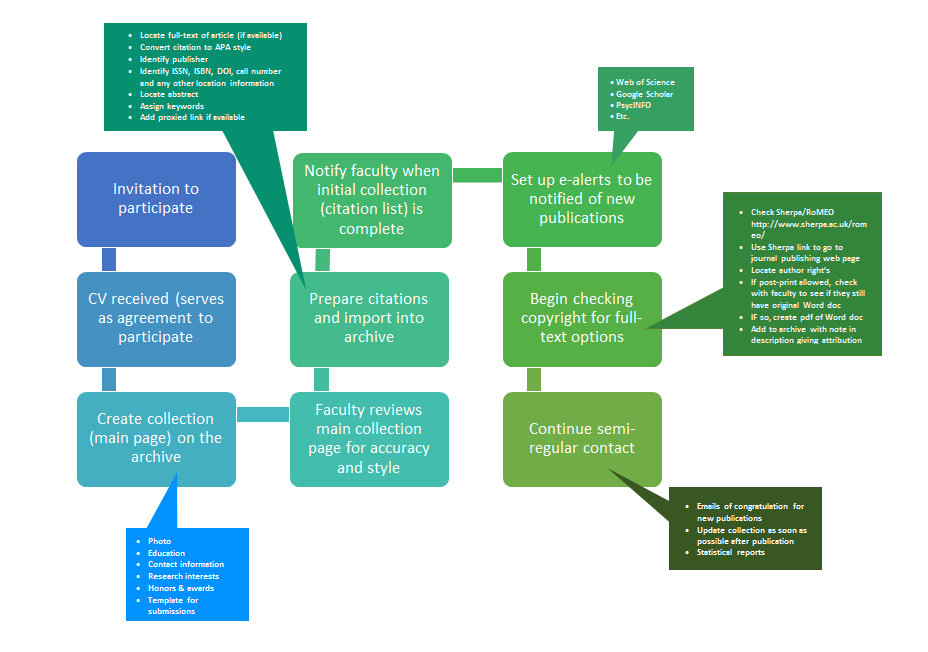 • Locate full-text of article (if available)
• Convert citation to APA style
• Identify publisher
• Identify ISSN, ISBN, DOI, call number
and any other location information
• Locate abstract
• Assign keywords
• Add proxied link if available
Invitation to
participate
CV received (serves
as agreement to
participate
Create collection
(main page) on the
archive
• Photo
• Education
• Contact information
• Research interests
• Honors & awards
• Template for
submissions
Faculty reviews
main collection
page for accuracy
and style
Prepare citations
and import into
archive
Notify faculty when
initial collection
(citation list) is
complete
Set up e-alerts to be
notified of new
publications
• Web of Science
• Google Scholar
• PsycINFO
• Etc.
Begin checking
copyright for full-
text options
• Check Sherpa/RoMEO
http://www.sherpa.ac.uk/rom
eo/
• Use Sherpa link to go to
journal publishing web page
• Locate author right's
• If post-print allowed, check
with faculty to see if they still
have original Word doc
• IF so, create pdf of Word doc
• Add to archive with note in
description giving attribution
Continue semi-
regular contact
• Emails of congratulation for
new publications
• Update collection as soon as
possible after publication
• Statistical reports